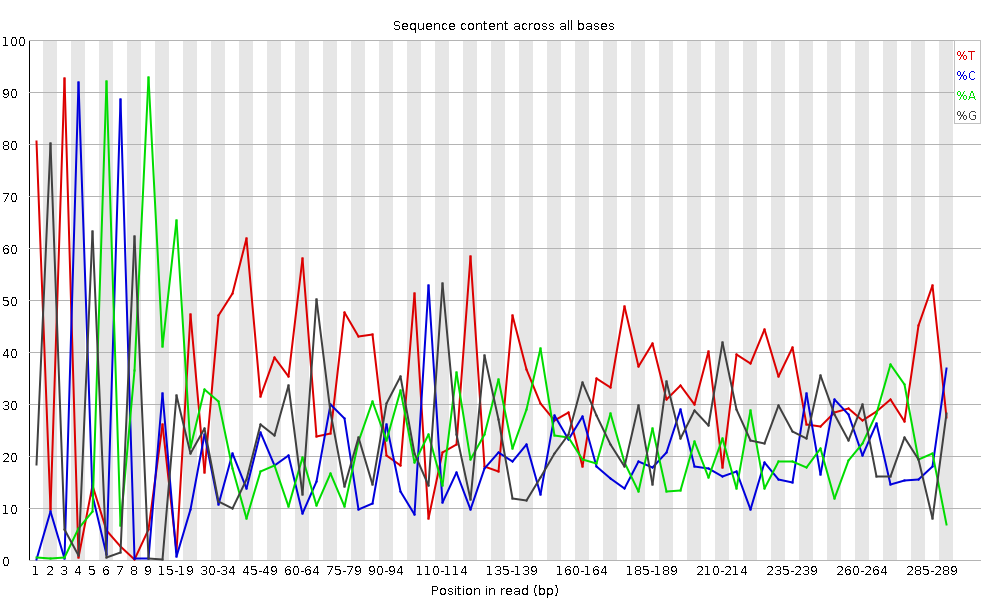 Sequence content across all bases
100
90
80
70
60
50
40
30
20
10
0
%T
%C
%A
%G
1 2 3 4 5 6 7 8 9 15-19 30-34 45-49 60-64 75-79 90-94 110-114 135-139 160-164 185-189 210-214 235-239 260-264 285-289
Position in read (bp)